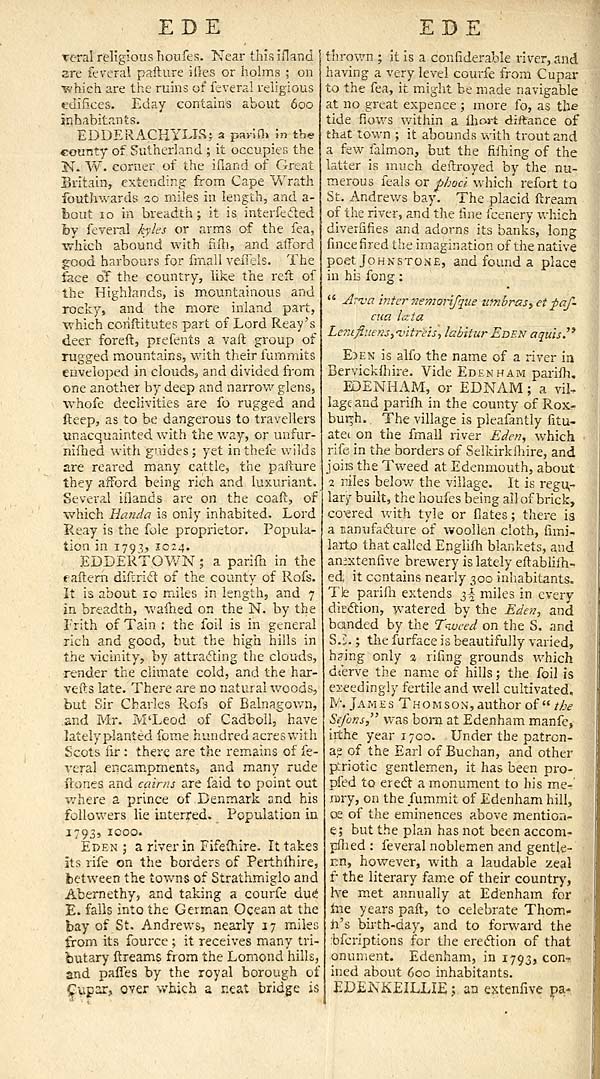 EDE
veral religious houſes. Near this iſland
are ſeveral paſture iſles or holms ; on
which are the ruins of ſeveral religious
edifices. Eday contains about 600
inhabitants.
EDDERACHYLIS; a pariſh in the
county of Sutherland ; it occupies the
N. W. corner of the iſland of Great
Britain, extending from Cape Wrath
ſouthwards 20 miles in length, and a-
bout 10 in breadth ; it is interſected
by ſeveral kyles or arms of the ſea,
which abound with fiſh, and afford
good harbours for ſmall veſſels. The
face of the country, like the reſt of
the Highlands, is mountainous and
rocky, and the more inland part,
which conſtitutes part of Lord Reay's
deer foreſt, preſents a vaſt group of
rugged mountains, with their ſummits
enveloped in clouds, and divided from
one another by deep and narrow glens,
whoſe declivities are ſo rugged and
ſteep, as to be dangerous to travellers
unacquainted with the way, or unfur-
niſhed with guides ; yet in theſe wilds
are reared many cattle, the paſture
they afford being rich and luxuriant.
Several iſlands are on the coaſt, of
which Handa is only inhabited. Lord
Reay is the ſole proprietor. Popula-
tion in 1793, 1024.
EDDERTOWN ; a pariſh in the
eaſtern diſtrict of the county of Roſs.
It is about 10 miles in length, and 7
in breadth, waſhed on the N. by the
Frith of Tain : the ſoil is in general
rich and good, but the high hills in
the vicinity, by attracting the clouds,
render the climate cold, and the har-
veſts late. There are no natural woods,
but Sir Charles Roſs of Balnagown,
and Mr. M'Leod of Cadboll, have
lately planted ſome hundred acres with
Scots fir : there are the remains of ſe-
veral encampments, and many rude
ſtones and cairns are ſaid to point out
where a prince of Denmark and his
followers lie interred. Population in
1793, 1000.
EDEN ; a river in Fifeſhire. It takes
its riſe on the borders of Perthſhire,
between the towns of Strathmiglo and
Abernethy, and taking a courſe due
E. falls into the German Ocean at the
bay of St. Andrews, nearly 17 miles
from its ſource ; it receives many tri-
butary ſtreams from the Lomond hills,
and paſſes by the royal borough of
Cupar, over which a neat bridge is
EDE
thrown ; it is a conſiderable river, and
having a very level courſe from Cupar
to the ſea, it might be made navigable
at no great expence ; more ſo, as the
tide flows within a ſhort diſtance of
that town ; it abounds with trout and
a few ſalmon, but the fiſhing of the
latter is much deſtroyed by the nu-
merous ſeals or phoci which reſort to
St. Andrews bay. The placid ſtream
of the river, and the fine ſcenery which
diverſifies and adorns its banks, long
ſince fired the imagination of the native
poet JOHNSTONE, and found a place
in his ſong :
" Arva inter nemoriſque umbras, et paſ-
cua læta
Lenefluens, vitreis, labitur EDEN aquis."
EDEN is alſo the name of a river in
Berwickſhire. Vide EDENHAM pariſh.
EDENHAM, or EDNAM ; a vil-
lage and pariſh in the county of Rox-
burgh. The village is pleaſantly ſitu-
ated on the ſmall river Eden, which
riſe in the borders of Selkirkſhire, and
joins the Tweed at Edenmouth, about
2 miles below the village. It is regu-
larly built, the houſes being all of brick,
covered with tyle or ſlates ; there is
a manufacture of woollen cloth, ſimi-
lar to that called Engliſh blankets, and
an extenſive brewery is lately eſtabliſh-
ed, it contains nearly 300 inhabitants.
The pariſh extends 3½ miles in every
direction, watered by the Eden, and
bounded by the Tweed on the S. and
S.E. ; the ſurface is beautifully varied,
having only 2 riſing grounds which
deſerve the name of hills ; the ſoil is
exceedingly fertile and well cultivated.
M. JAMES THOMSON, author of " the
Seaſons," was born at Edenham manſe,
in the year 1700. Under the patron-
age of the Earl of Buchan, and other
patriotic gentlemen, it has been pro-
poſed to erect a monument to his me-
mory, on the ſummit of Edenham hill,
one of the eminences above mention-
ed ; but the plan has not been accom-
pliſhed : ſeveral noblemen and gentle-
men, however, with a laudable zeal
for the literary fame of their country,
have met annually at Edenham for
ſome years paſt, to celebrate Thom-
ſon's birth-day, and to forward the
ſubſcriptions for the erection of that
monument. Edenham, in 1793, con-
tained about 600 inhabitants.
EDENKEILLIE ; an extenſive pa-